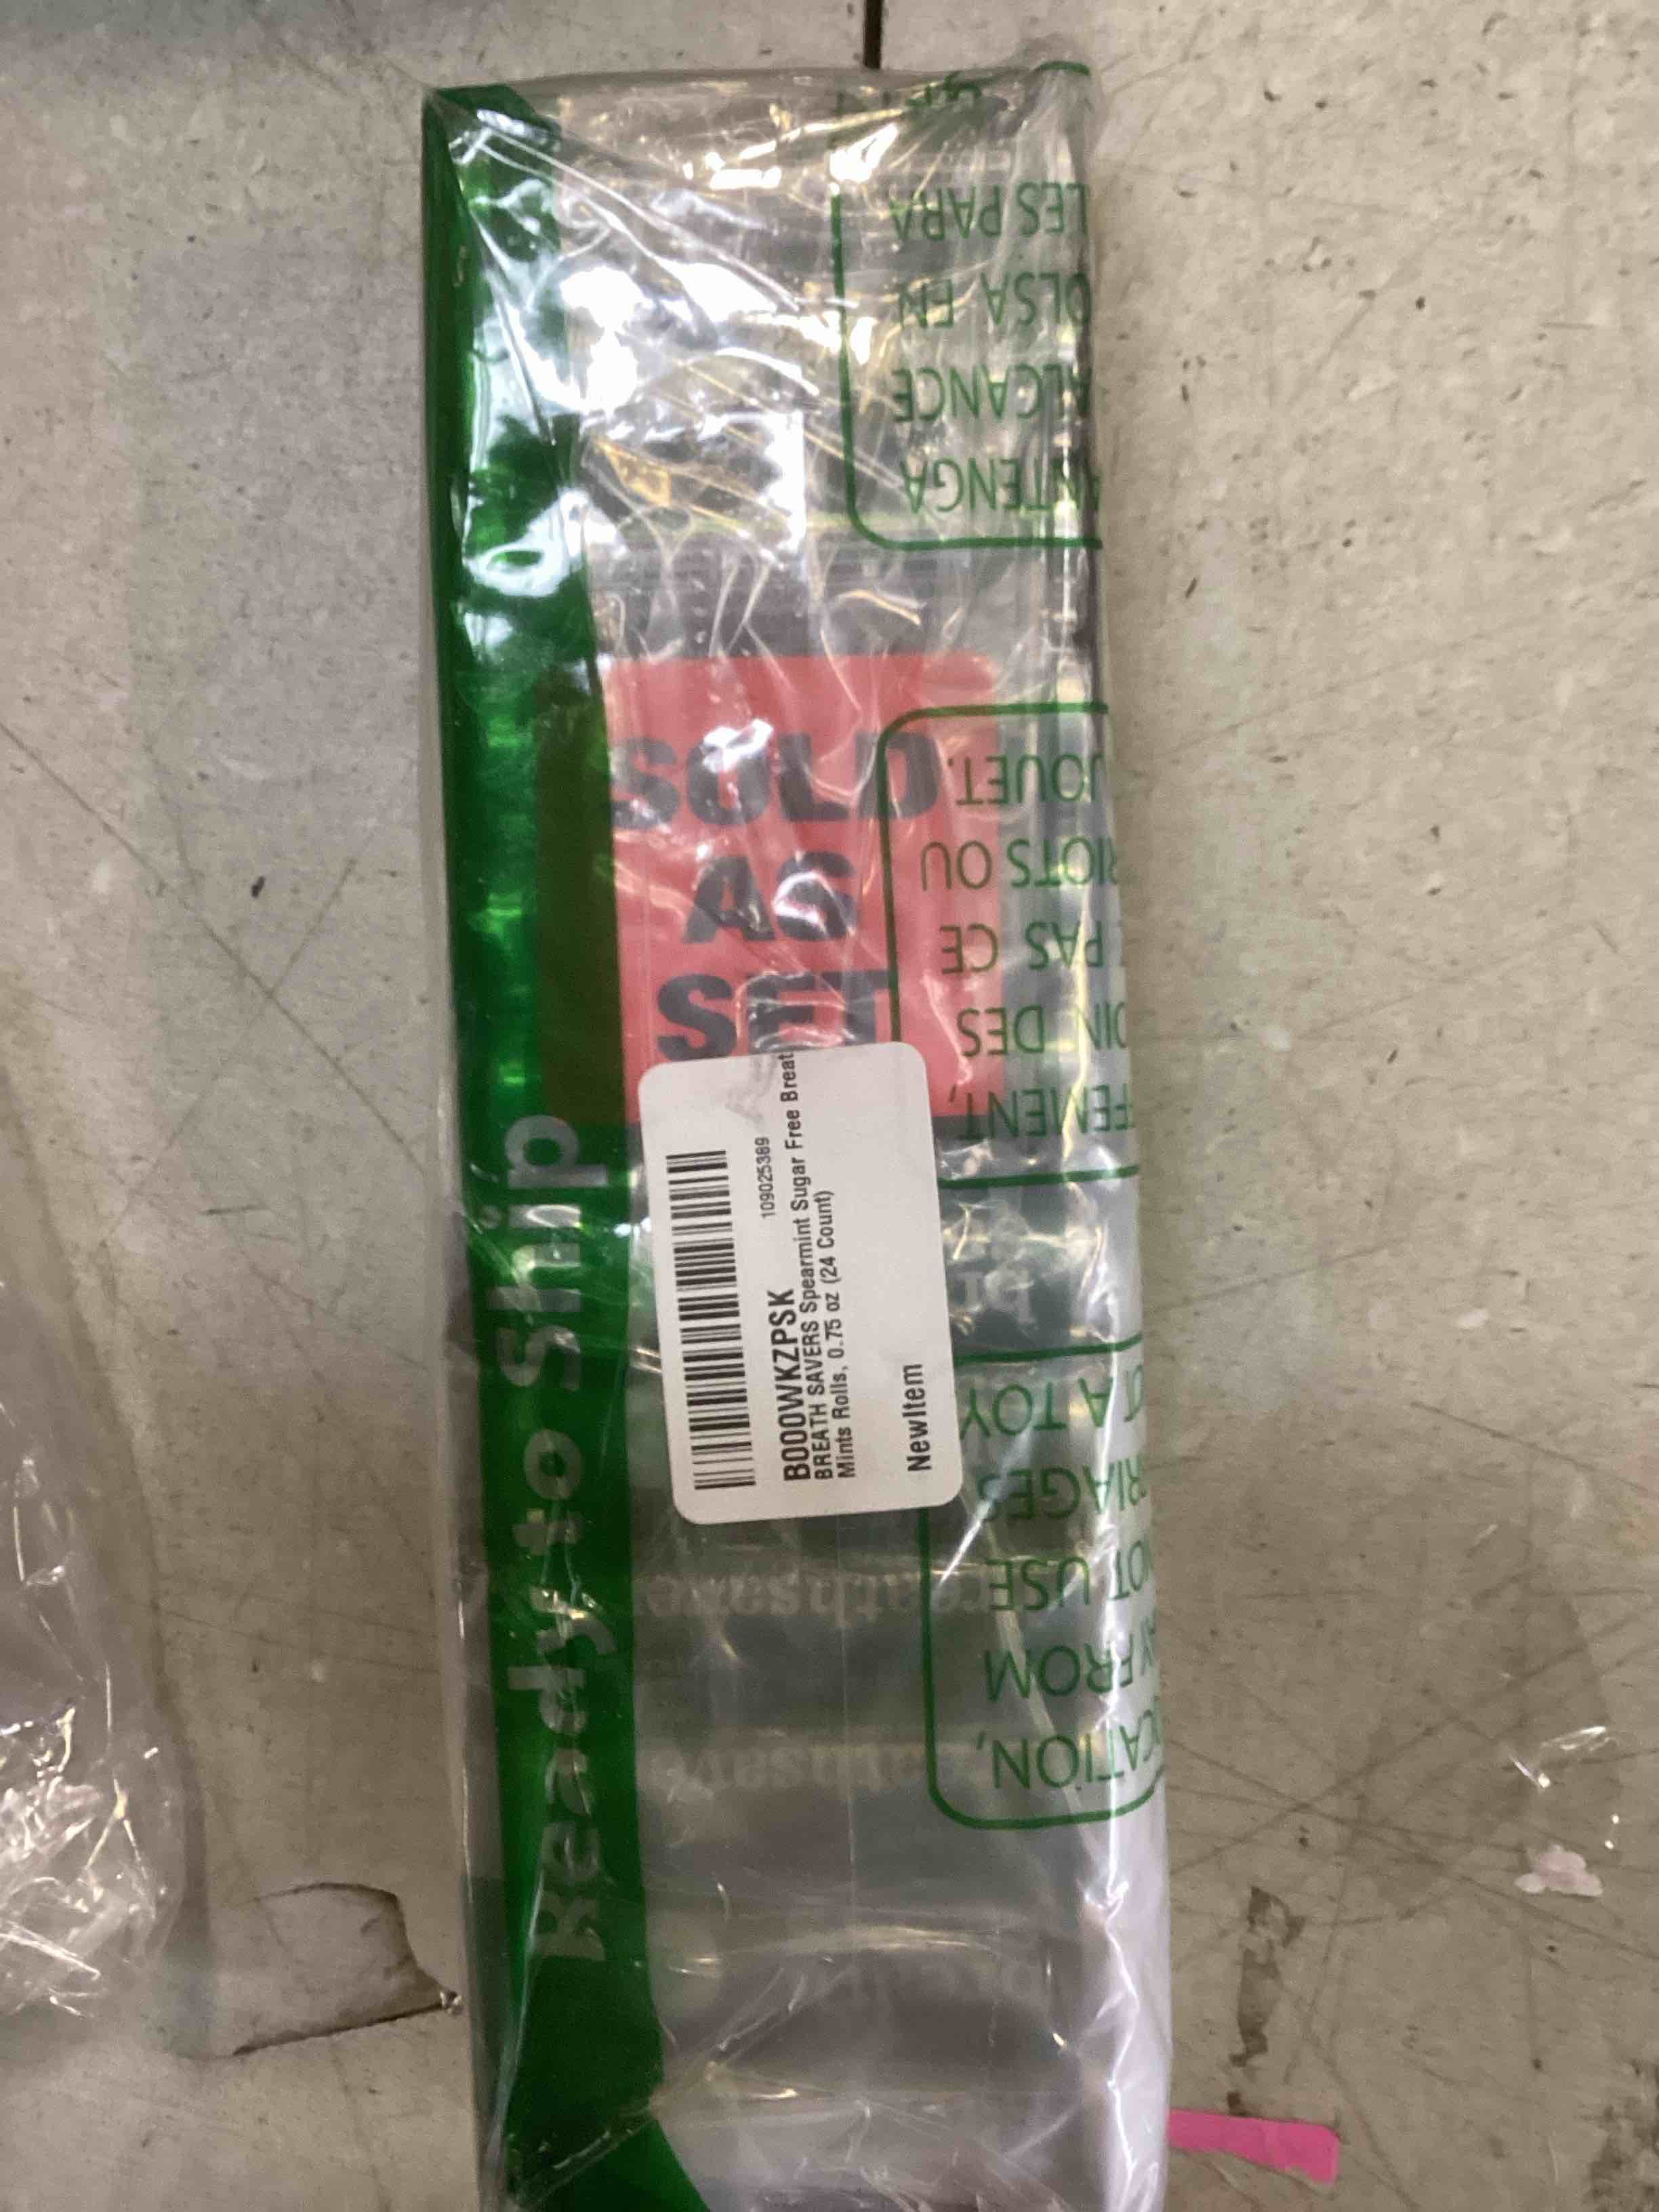 LES PARA
OLSA EN
ALCANCE
NTENGA
SOLD
AS
SET
JOUET.
RIOTS OU
PAS CE
OIN DES
FEMENT,
Ready to Ship
109025389
B000WKZPSK
BREATH SAVERS Spearmint Sugar Free Breat
Mints Rolls, 0.75 oz (24 Count)
NewItem
A TOY
RIAGES
NOT USE
FROM
CATION,